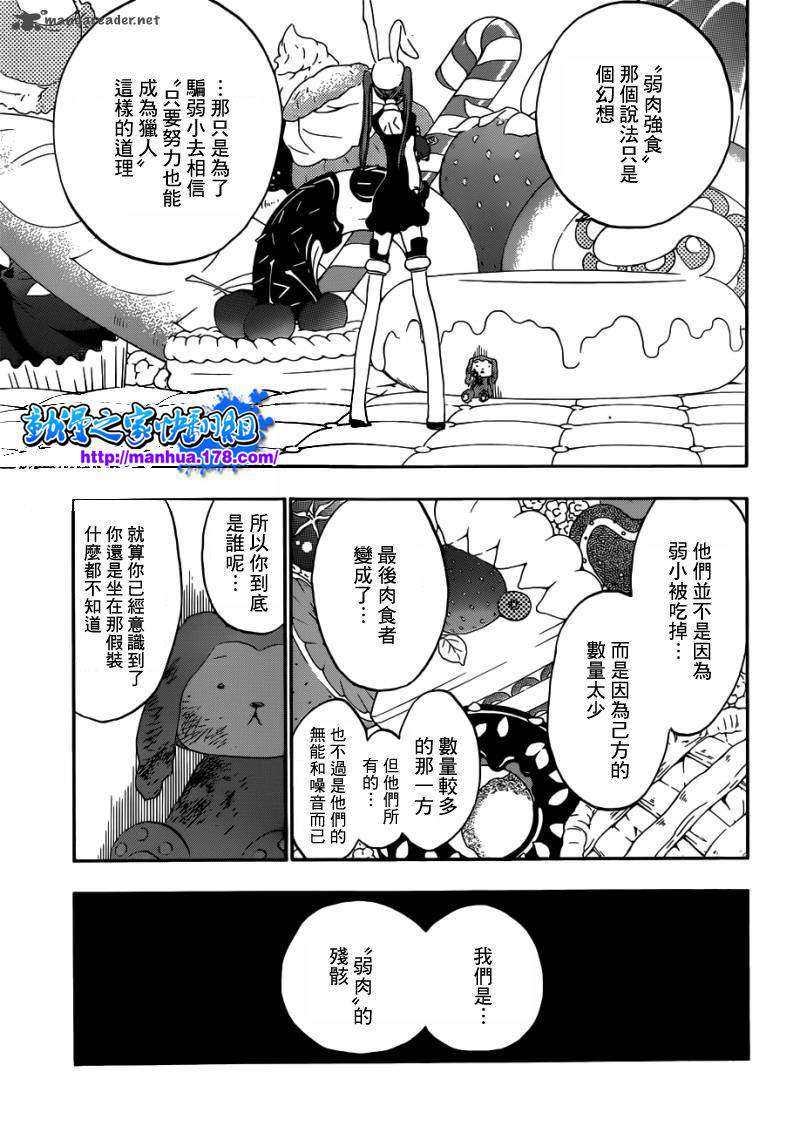 mangareader.net
〝弱肉強食〞
那個說法只是
個幻想
…那只是為了
騙弱小去相信
〝只要努力也能
成為獵人〞
這樣的道理
動漫之家快翻組
http://manhua.178.com/
他們並不是因為
弱小被吃掉…
而是因為己方的
數量太少
最後肉食者
變成了…
數量較多
的那一方
但他們所
有的…
也不過是他們的
無能和噪音而已
所以你到底
是誰呢…
就算你已經意識到了
你還是坐在那假裝
什麼都不知道
我們是…
〝弱肉〞的
殘骸